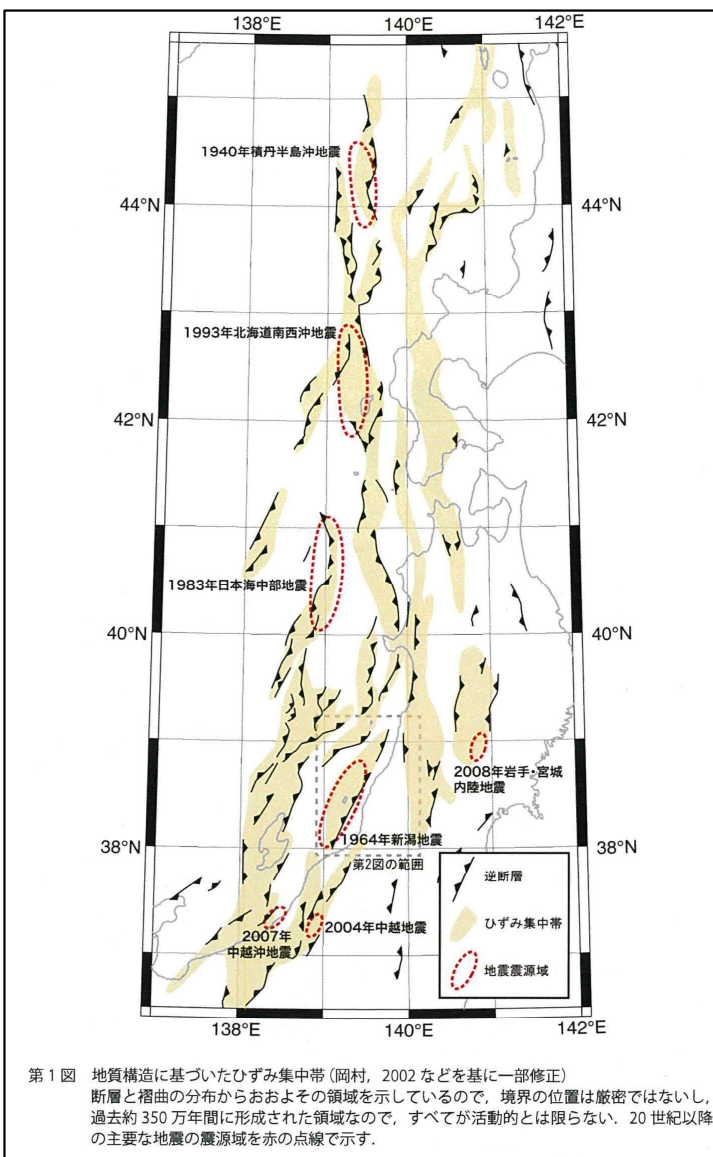 138°E
140°E
142°E
1940年積丹半島沖地震
44°N
44°N
1993年北海道南西沖地震
42°N
42°N
1983年日本海中部地震
40°N
40°N
2008年岩手・宮城
内陸地震
1964年新潟地震
38°N
38°N
第2図の範囲
逆断層
2007年
中越沖地震
2004年中越地震
ひずみ集中帯
地震震源域
138°E
140°E
142°E
第1図 地質構造に基づいたひずみ集中帯(岡村,2002 などを基に一部修正)
断層と褶曲の分布からおおよその領域を示しているので,境界の位置は厳密ではないし,
過去約 350 万年間に形成された領域なので,すべてが活動的とは限らない.20 世紀以降
の主要な地震の震源域を赤の点線で示す.